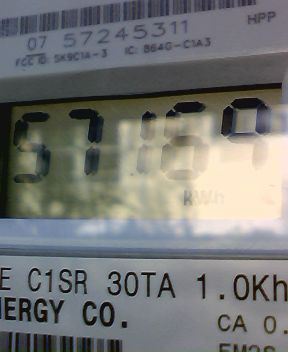 HPP
07 57245311
FCC ID: SK9C1A-3 IC: 864G-C1A3
57169
kWh
E C1SR 30TA 1.0Kh
NERGY CO.
CA 0.